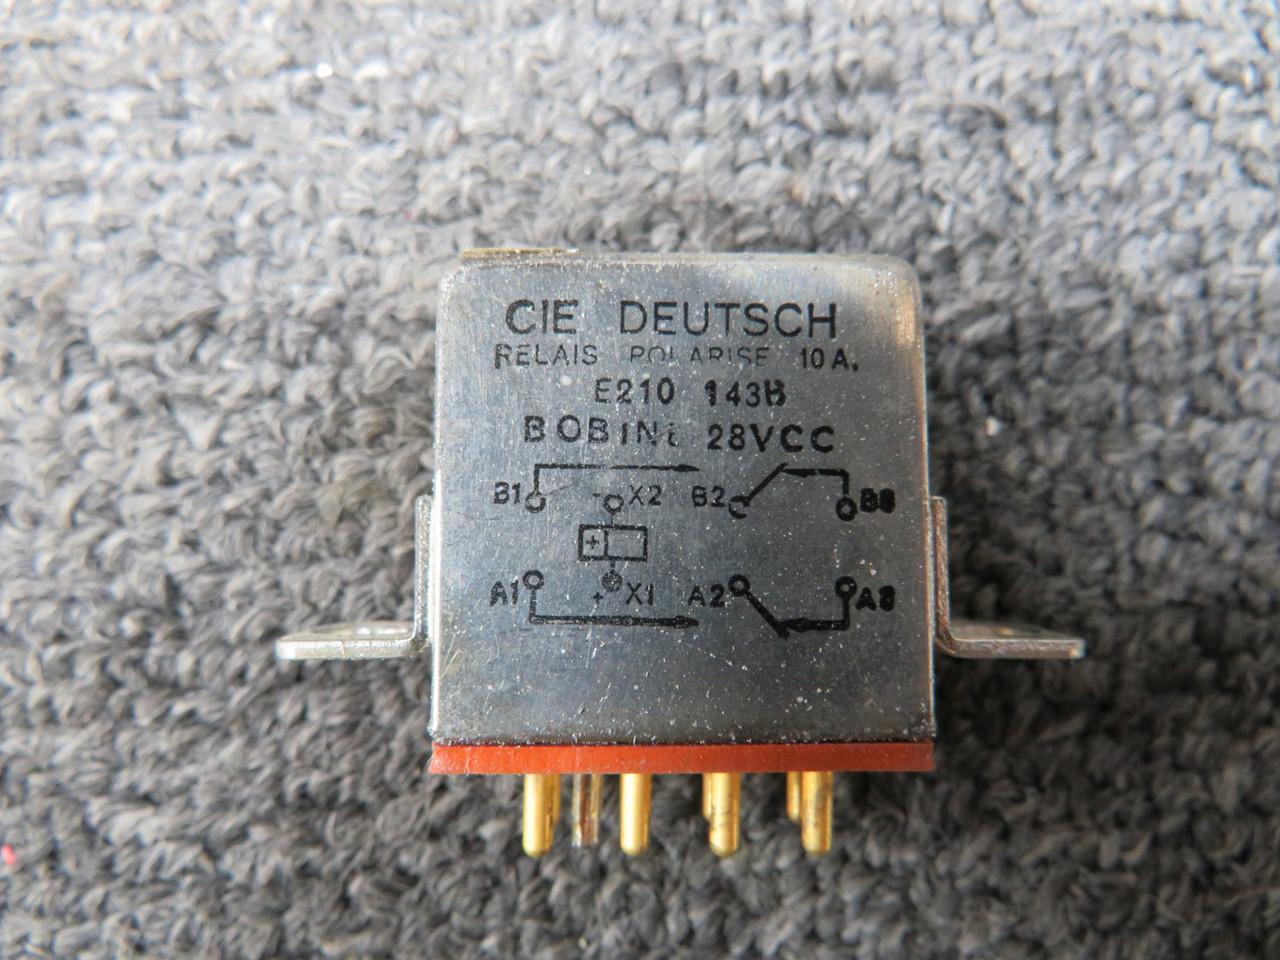 CIE DEUTSCH
RELAIS POLARISE 10 A.
E210 143B
BOBINE 28VCC
B1 - X2 B2 B3
+
A1 + X1 A2 A3